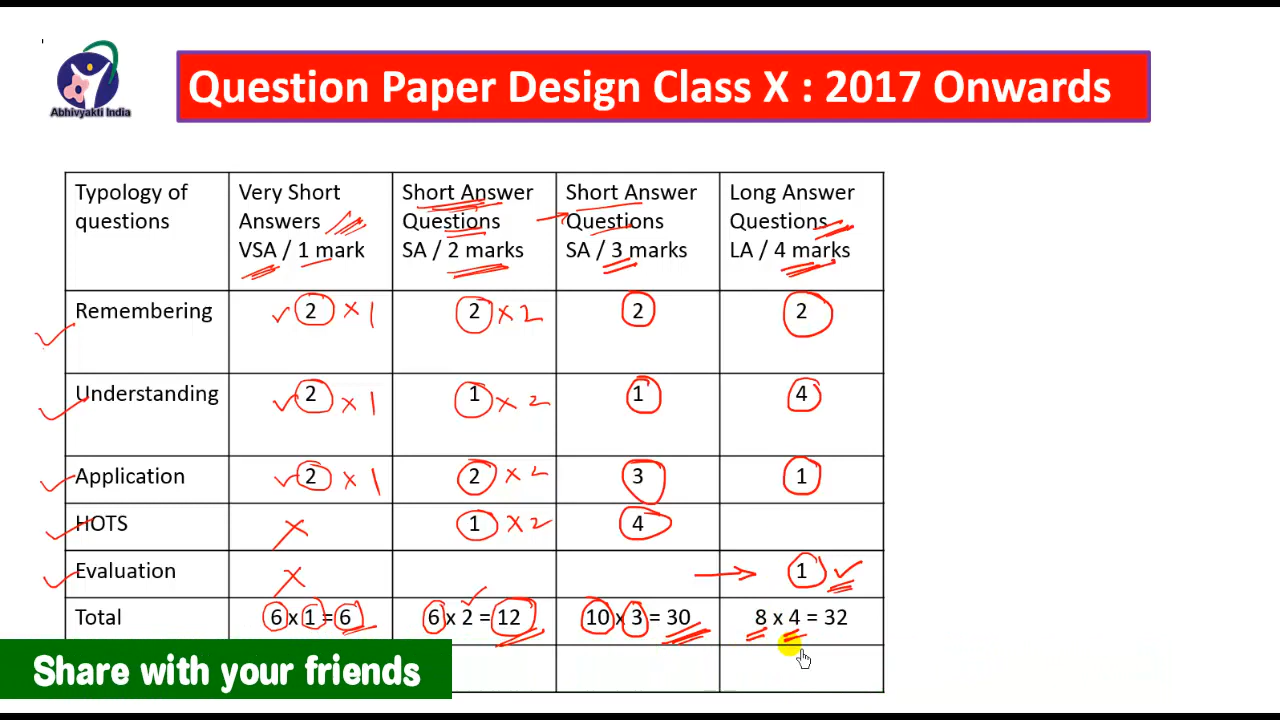 Abhivyakti India
Question Paper Design Class X : 2017 Onwards
Typology of questions
Very Short Answers VSA / 1 mark
Short Answer Questions SA / 2 marks
Short Answer Questions SA / 3 marks
Long Answer Questions LA / 4 marks
Remembering 2 x 1 2 x 2 2 2
Understanding 2 x 1 1 x 2 1 4
Application 2 x 1 2 x 2 3 1
HOTS x 1 x 2 4
Evaluation x 1
Total 6 x 1 = 6 6 x 2 = 12 10 x 3 = 30 8 x 4 = 32
Share with your friends